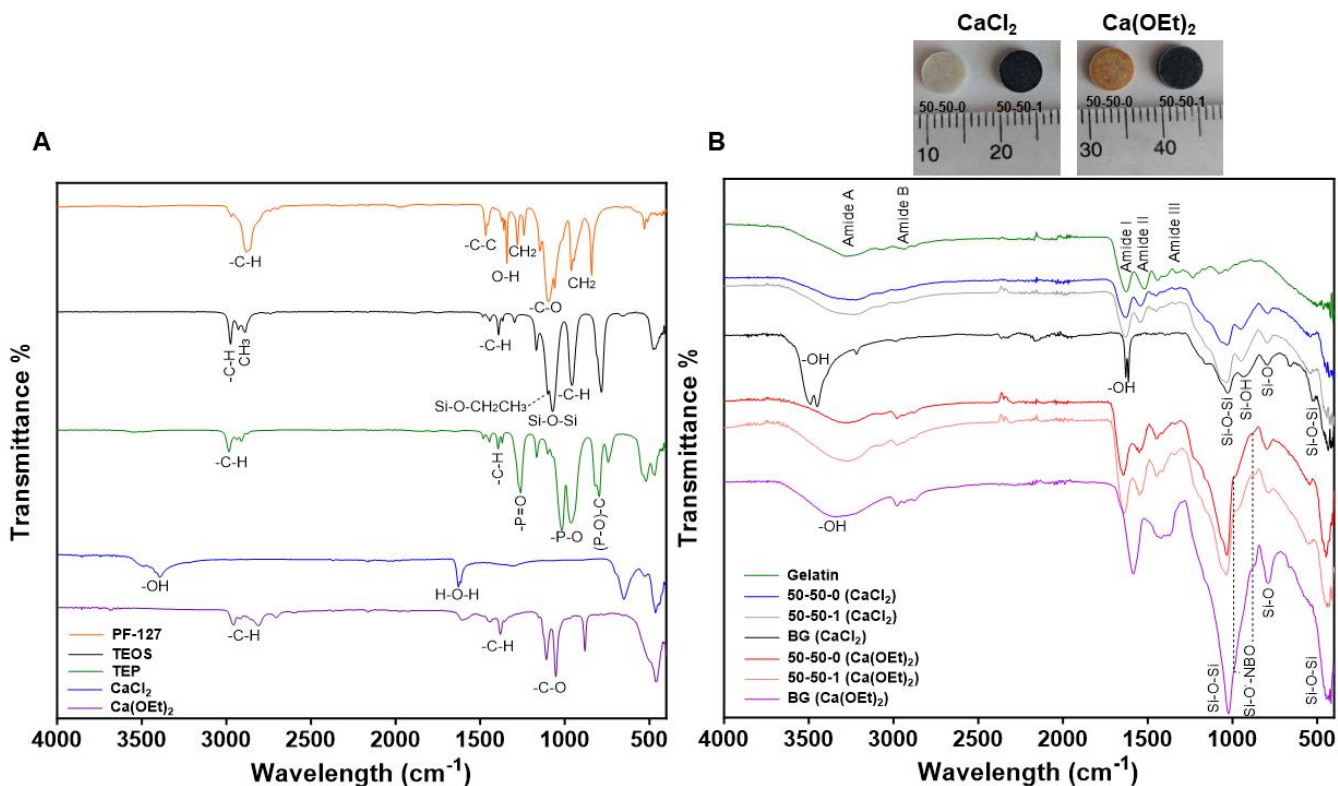 CaCl₂
Ca(OEt)₂
50-50-0
50-50-1
50-50-0
50-50-1
10
20
30
40
A
B
Transmittance %
-C-H
-C-C
O-H
CH₂
-C-O
CH₂
-C-H
CH₃
-C-H
Si-O-CH₂CH₃
Si-O-Si
-C-H
-C-H
-C-H
-P=O
-P-O
(P-O)-C
-OH
H-O-H
-C-H
-C-H
-C-O
PF-127
TEOS
TEP
CaCl₂
Ca(OEt)₂
4000
3500
3000
2500
2000
1500
1000
500
Wavelength (cm⁻¹)
Transmittance %
Amide A
Amide B
Amide I
Amide II
Amide III
-OH
-OH
Si-O-Si
Si-OH
Si-O
Si-O-Si
-OH
Si-O-Si
Si-O⁻-NBO
Si-O
Si-O-Si
Gelatin
50-50-0 (CaCl₂)
50-50-1 (CaCl₂)
BG (CaCl₂)
50-50-0 (Ca(OEt)₂)
50-50-1 (Ca(OEt)₂)
BG (Ca(OEt)₂)
4000
3500
3000
2500
2000
1500
1000
500
Wavelength (cm⁻¹)